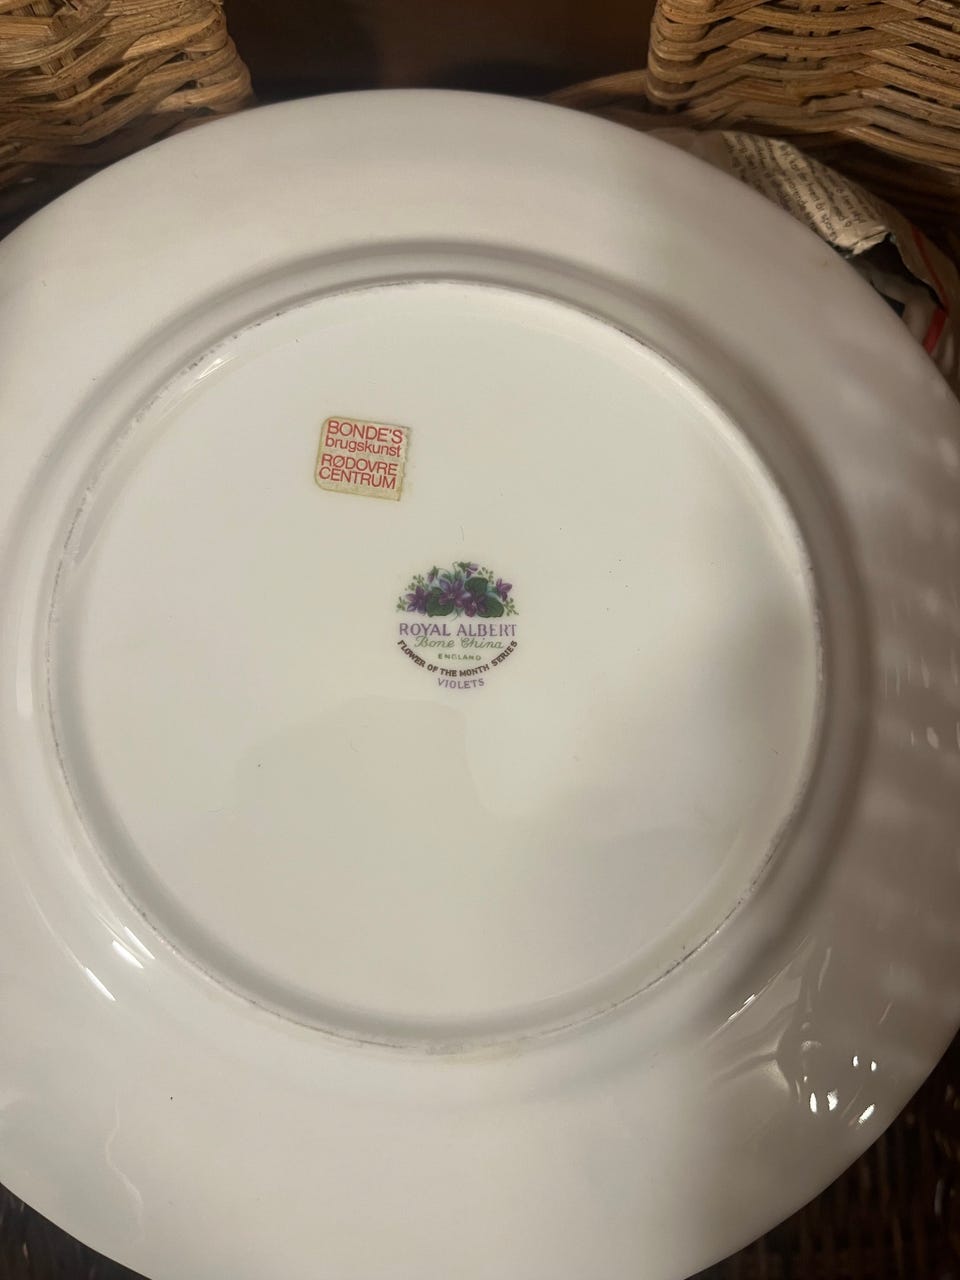 BONDE'S
brugskunst
RØDOVRE
CENTRUM
ROYAL ALBERT
Bone China
ENGLAND
FLOWER OF THE MONTH SERIES
VIOLETS